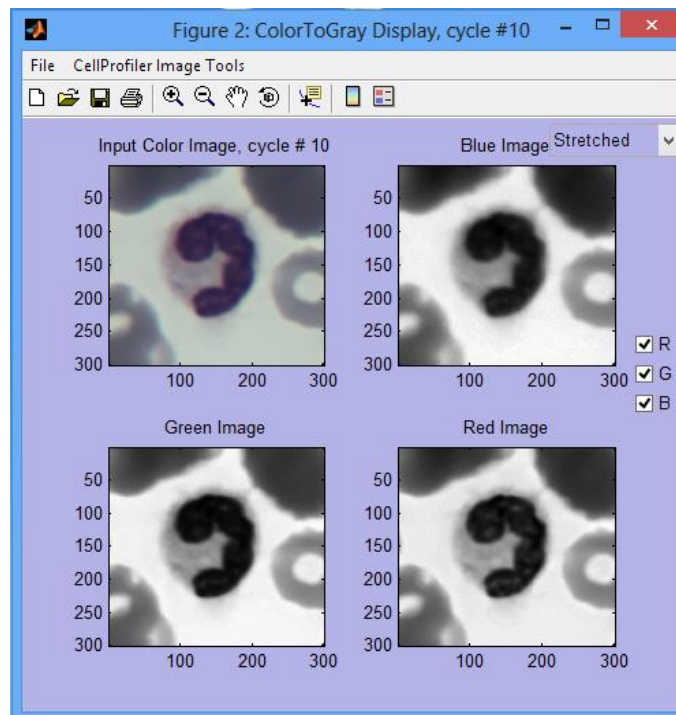 Figure 2: ColorToGray Display, cycle #10
File CellProfiler Image Tools
Stretched
Input Color Image, cycle # 10
Blue Image
50
100
150
200
250
300
100 200 300
50
100
150
200
250
300
100 200 300
R
G
B
Green Image
Red Image
50
100
150
200
250
300
100 200 300
50
100
150
200
250
300
100 200 300